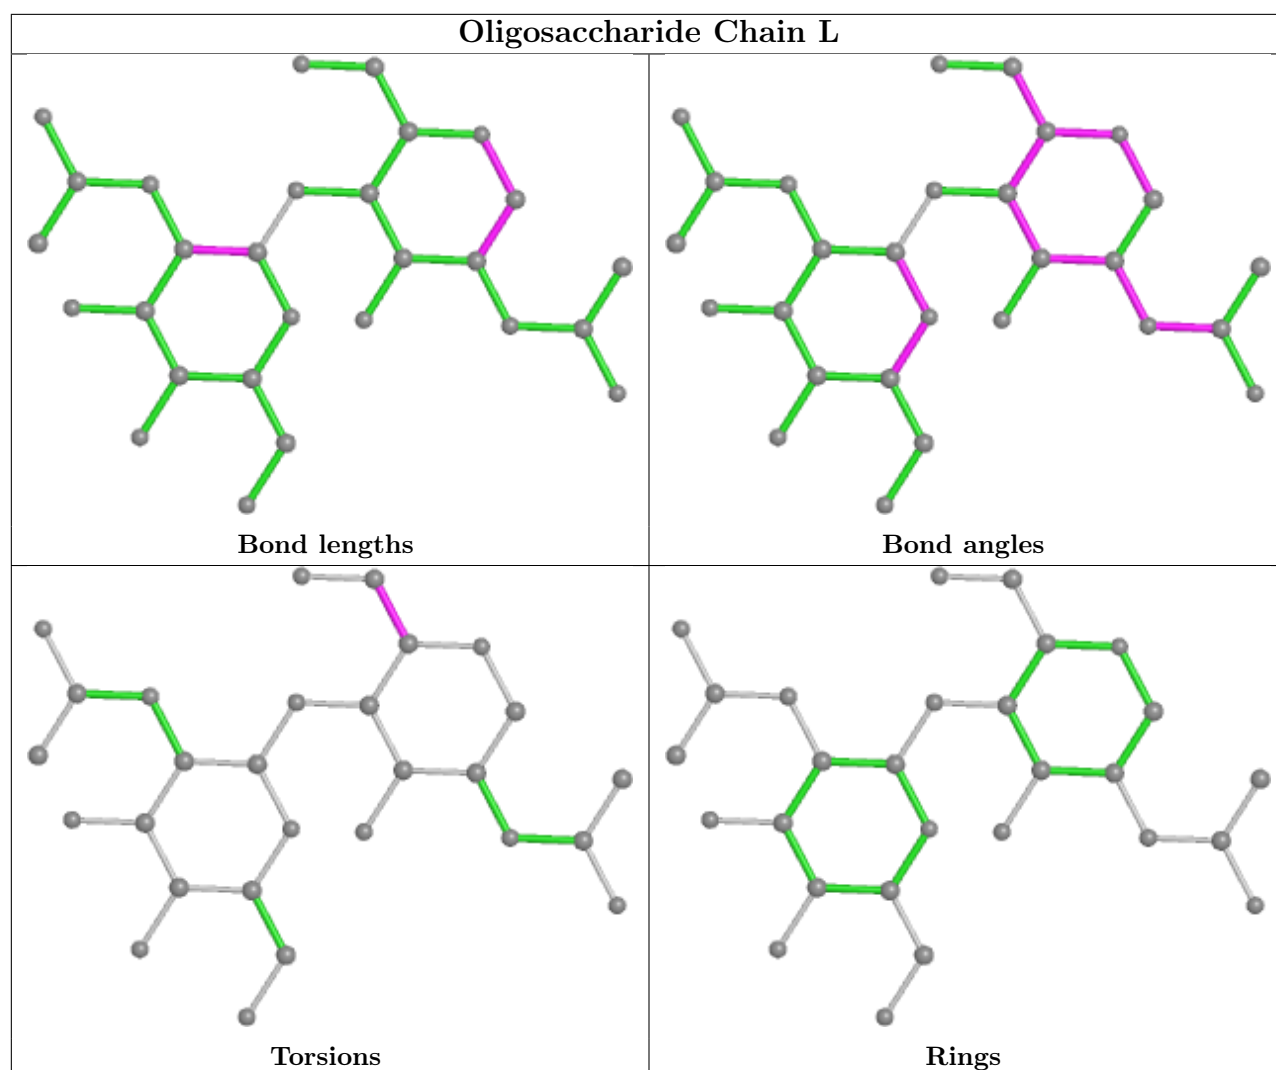 Oligosaccharide Chain L
Bond lengths
Bond angles
Torsions
Rings